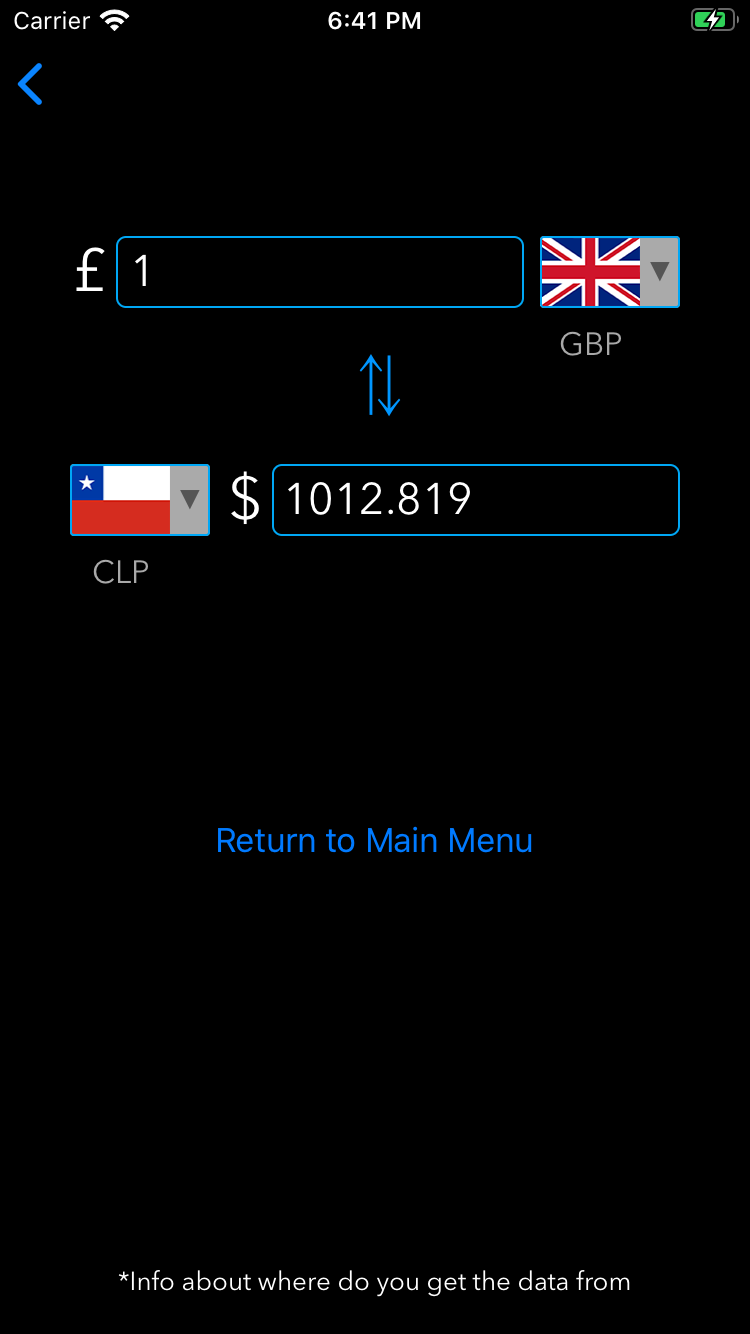 Carrier 6:41 PM
£ 1
GBP
$ 1012.819
CLP
Return to Main Menu
*Info about where do you get the data from